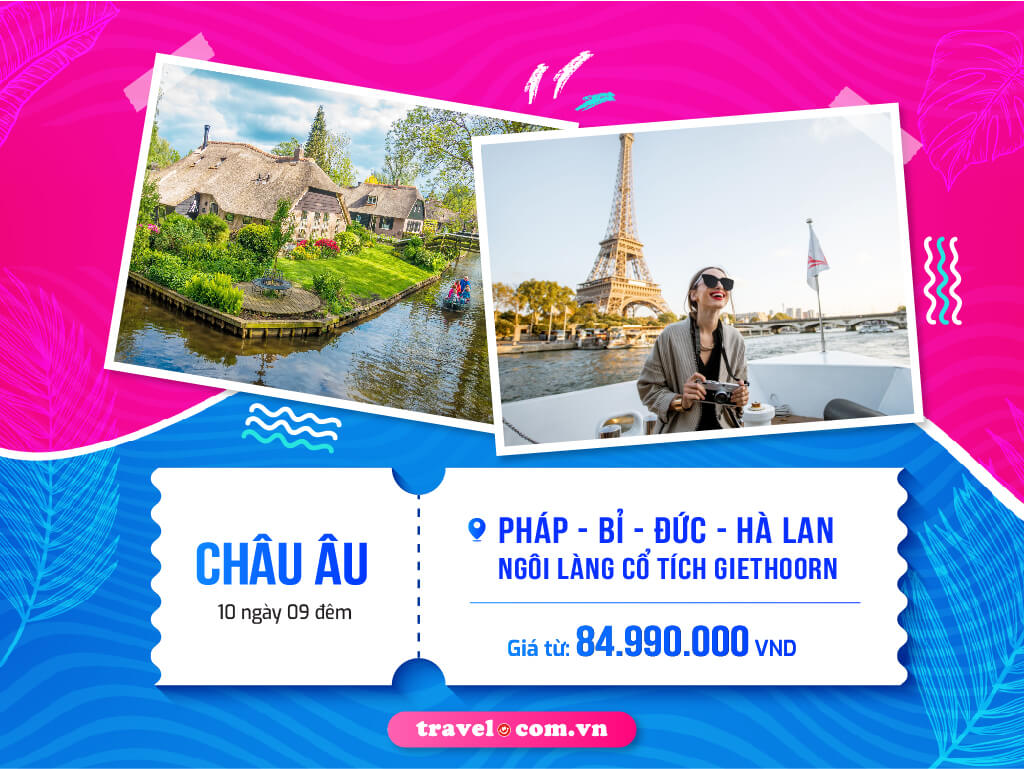 CHÂU ÂU
10 ngày 09 đêm
PHÁP - BỈ - ĐỨC - HÀ LAN
NGÔI LÀNG CỔ TÍCH GIETHOORN
Giá từ: 84.990.000 VND
travel.com.vn